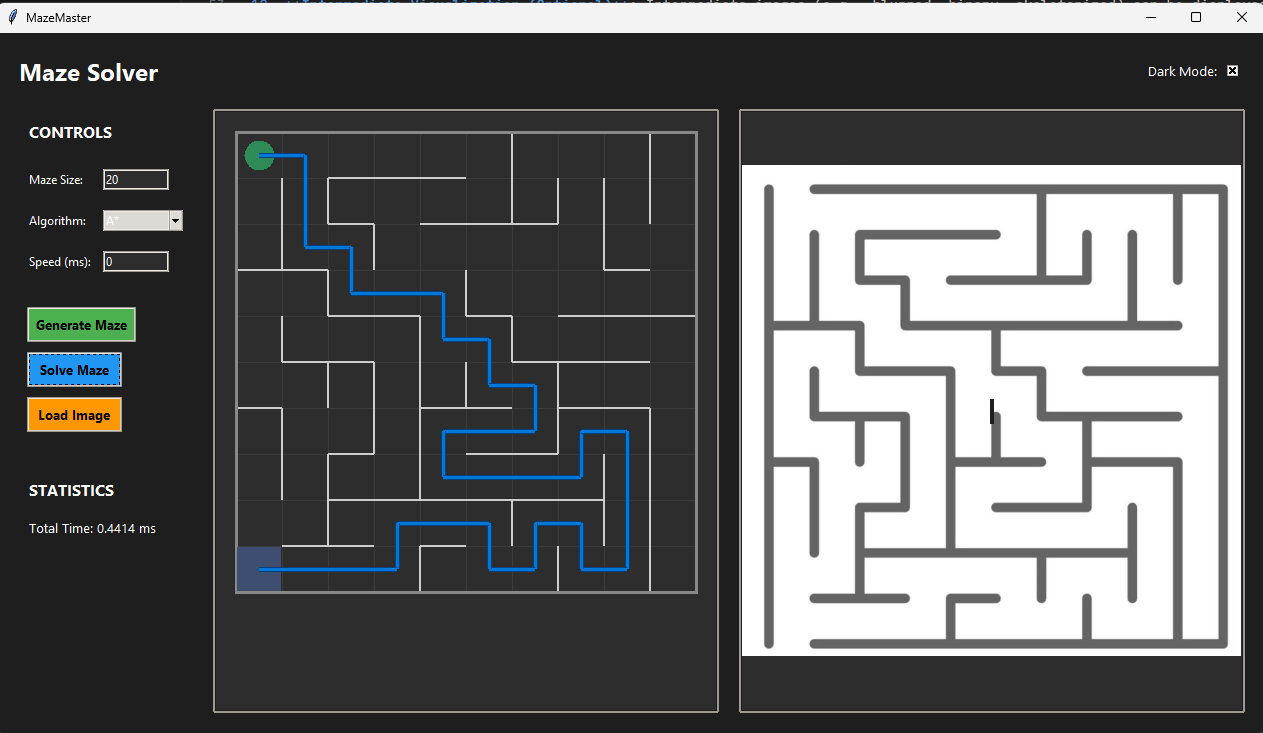 MazeMaster
Maze Solver
Dark Mode:
CONTROLS
Maze Size: 20
Algorithm: A*
Speed (ms): 0
Generate Maze
Solve Maze
Load Image
STATISTICS
Total Time: 0.4414 ms